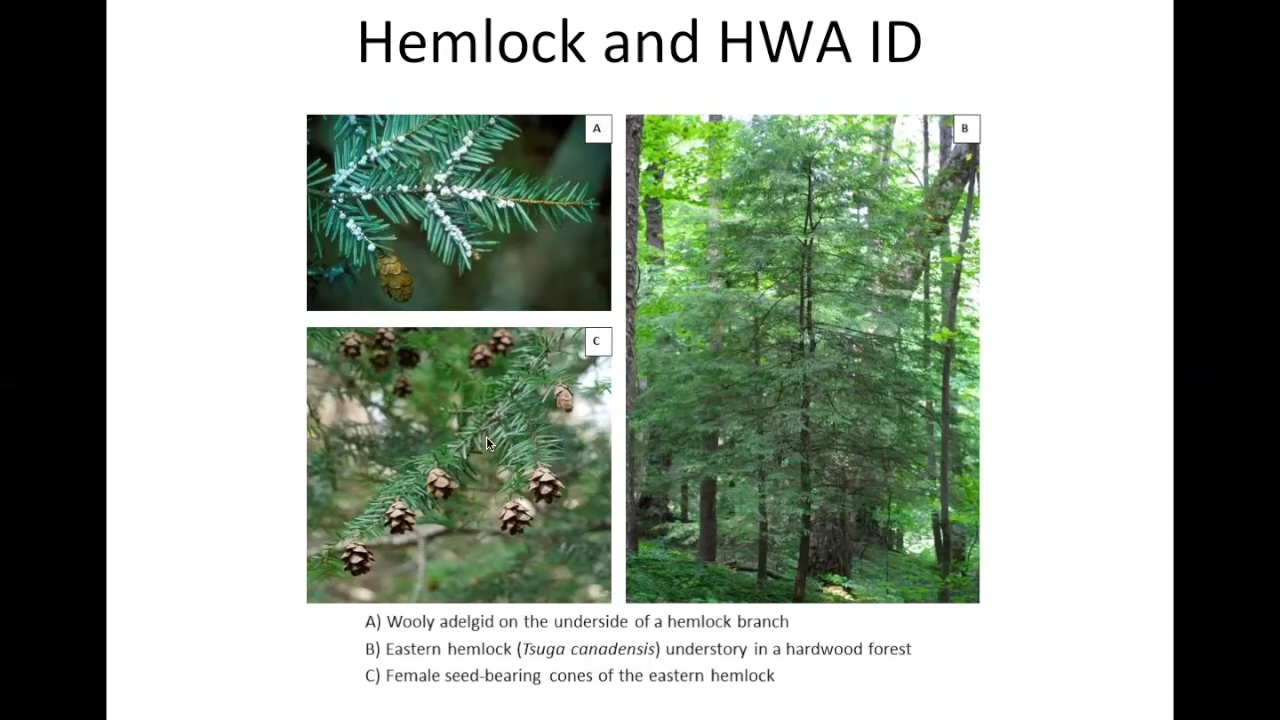 Hemlock and HWA ID
A
B
C
A) Wooly adelgid on the underside of a hemlock branch
B) Eastern hemlock (Tsuga canadensis) understory in a hardwood forest
C) Female seed-bearing cones of the eastern hemlock